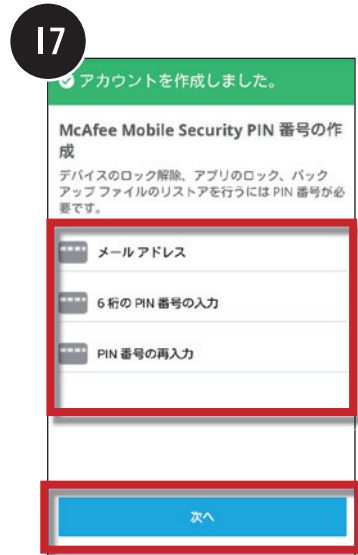 17
アカウントを作成しました。
McAfee Mobile Security PIN 番号の作
成
デバイスのロック解除、アプリのロック、バック
アップ ファイルのリストアを行うには PIN 番号が必
要です。
メール アドレス
6 桁の PIN 番号の入力
PIN 番号の再入力
次へ